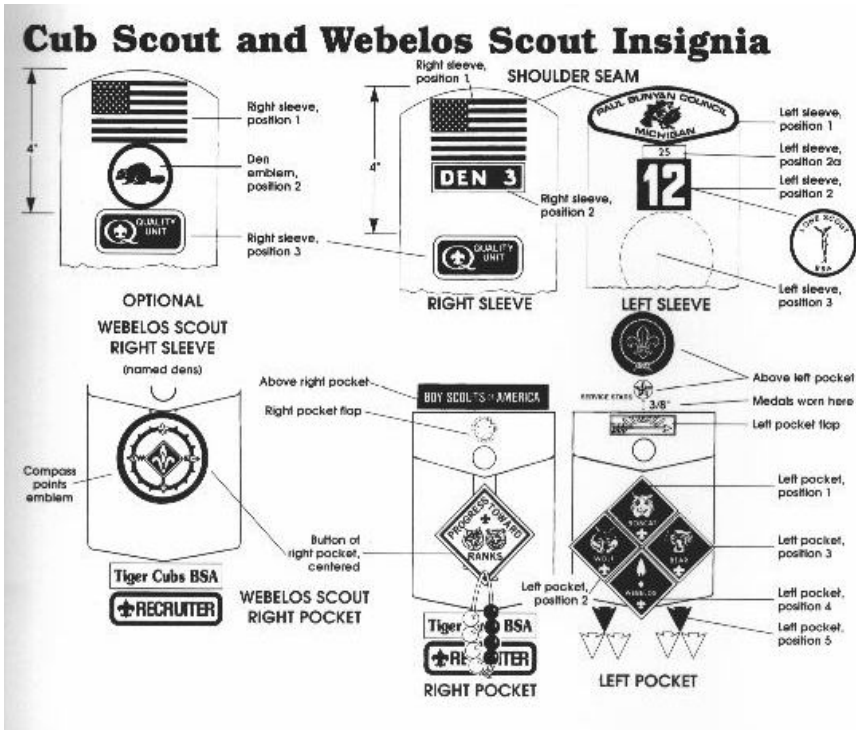 Cub Scout and Webelos Scout Insignia
4"
Right sleeve,
position 1
Den
emblem,
position 2
QUALITY
UNIT
Right sleeve,
position 3
OPTIONAL
WEBELOS SCOUT
RIGHT SLEEVE
(named dens)
Right sleeve,
position 1
SHOULDER SEAM
4"
DEN 3
Right sleeve,
position 2
QUALITY
UNIT
RIGHT SLEEVE
PAUL BUNYAN COUNCIL
MICHIGAN
25
12
Left sleeve,
position 1
Left sleeve,
position 2a
Left sleeve,
position 2
BSA
Left sleeve,
position 3
LEFT SLEEVE
Compass
points
emblem
Tiger Cubs BSA
RECRUITER
WEBELOS SCOUT
RIGHT POCKET
Above right pocket
BOY SCOUTS OF AMERICA
Right pocket flap
Button of
right pocket,
centered
PROGRESS TOWARD
RANKS
Tiger BSA
RIGHT POCKET
Above left pocket
SERVICE STARS
3/8"
Medals worn here
Left pocket flap
BOBCAT
WOLF
BEAR
WEBELOS
Left pocket,
position 1
Left pocket,
position 3
Left pocket,
position 2
Left pocket,
position 4
Left pocket,
position 5
LEFT POCKET